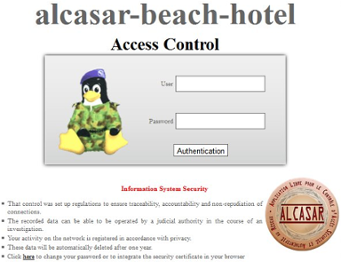 alcasar-beach-hotel
Access Control
User
Password
Authentication
Information System Security
That control was set up regulations to ensure traceability, accountability and non-repudiation of
connections.
The recorded data can be able to be operated by a judicial authority in the course of an
investigation.
Your activity on the network is registered in accordance with privacy.
These data will be automatically deleted after one year.
Click here to change your password or to integrate the security certificate in your browser
ALCASAR